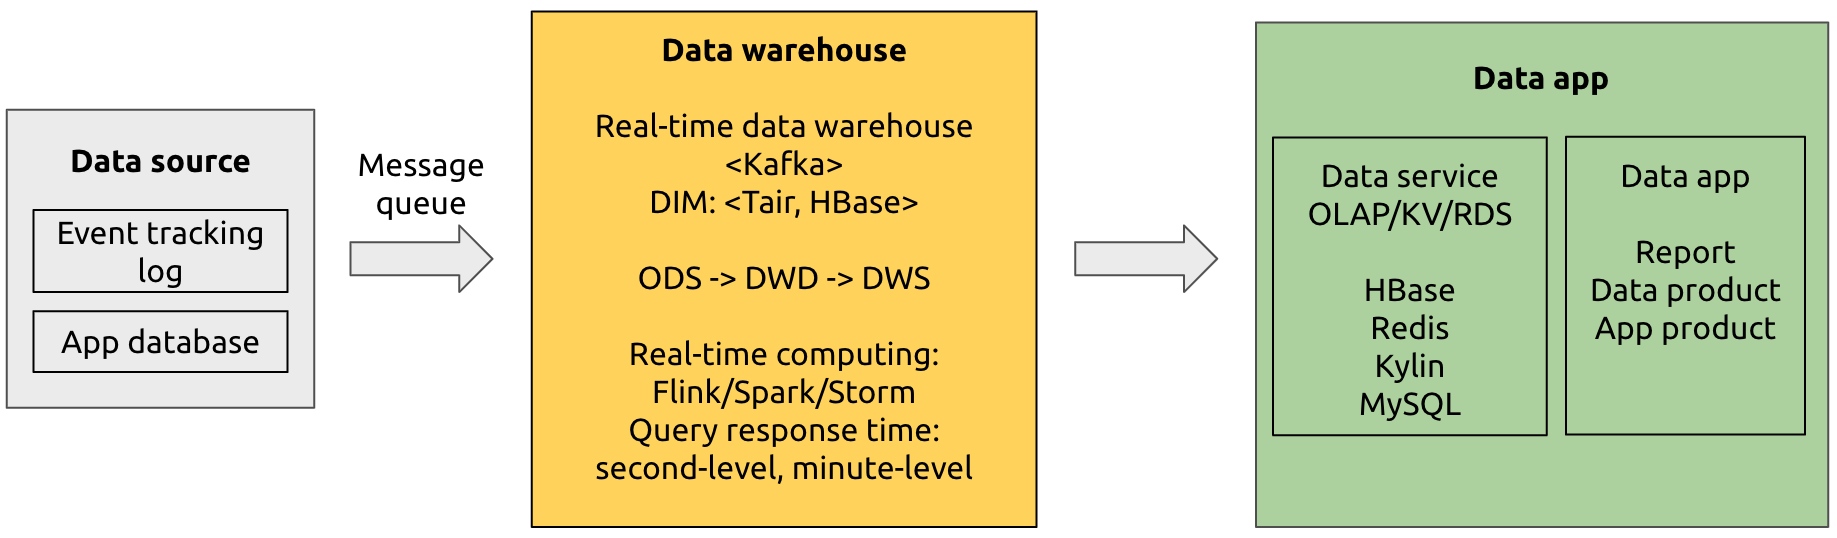 Data source
Event tracking
log
App database
Message
queue
Data warehouse
Real-time data warehouse
<Kafka>
DIM: <Tair, HBase>
ODS -> DWD -> DWS
Real-time computing:
Flink/Spark/Storm
Query response time:
second-level, minute-level
Data app
Data service
OLAP/KV/RDS
HBase
Redis
Kylin
MySQL
Data app
Report
Data product
App product